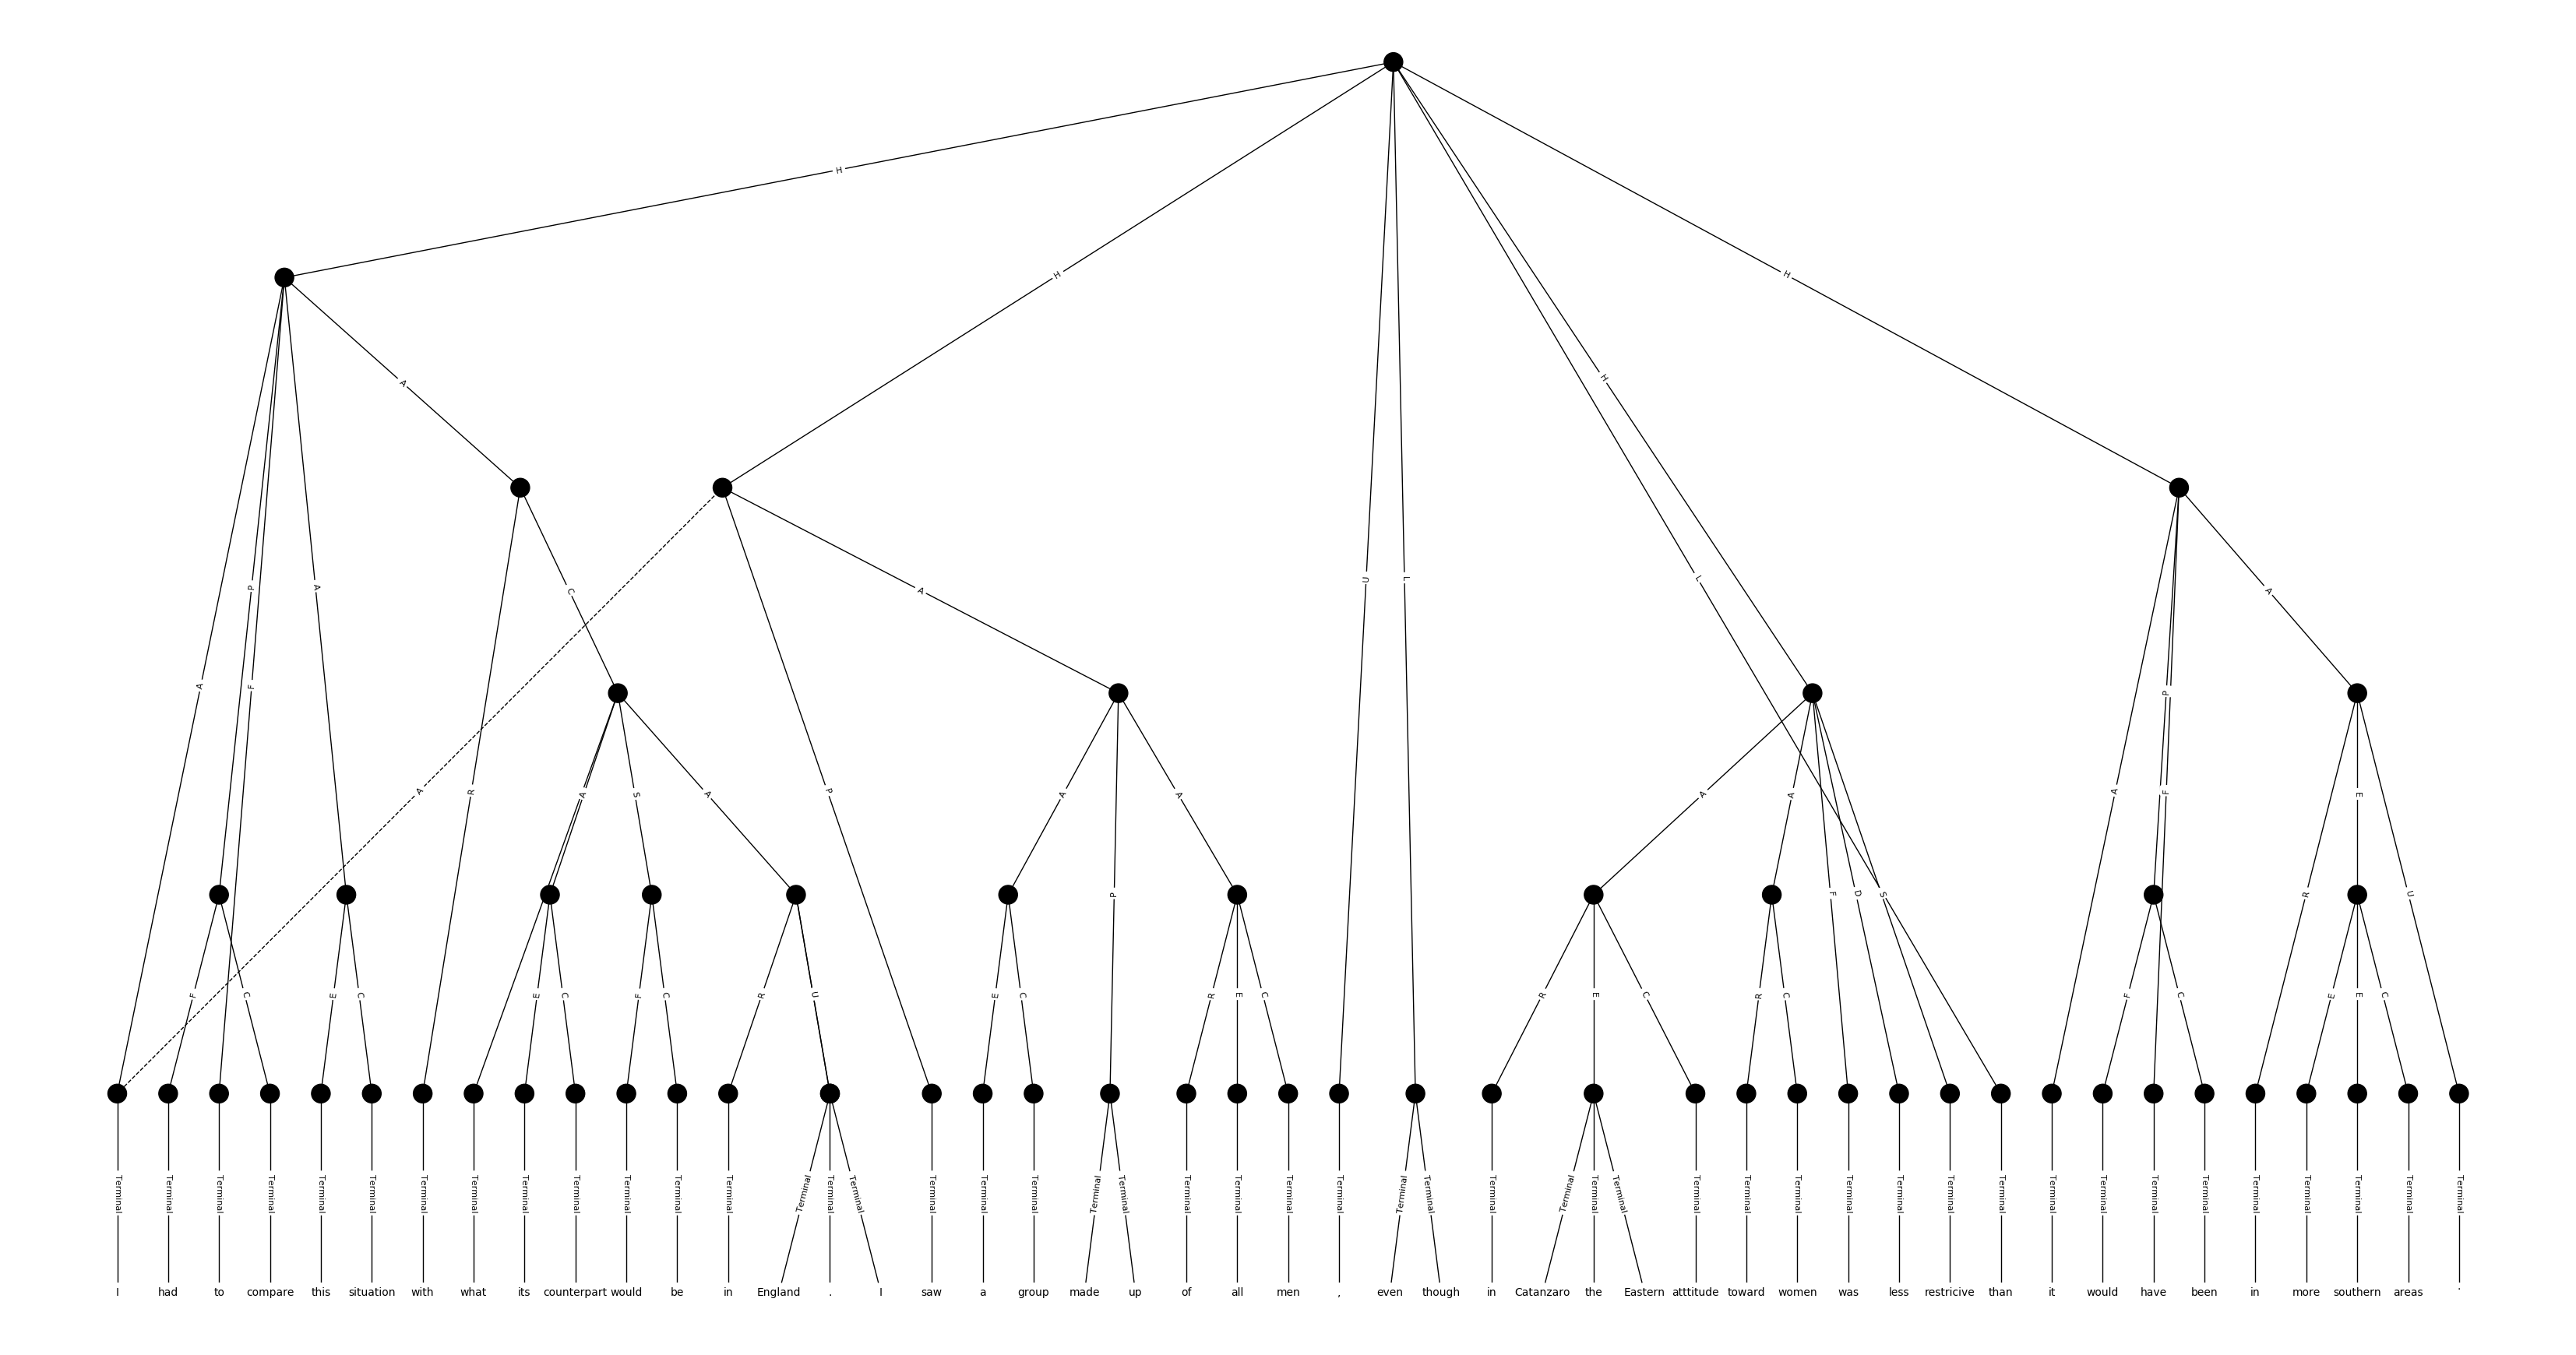 H
H
H
A
H
P
A
C
A
U
L
L
A
A
F
P
A
R
A
S
A
P
A
A
A
A
A
F
E
P
R
F
D
S
R
U
F
C
E
C
E
C
F
C
R
U
E
C
R
E
C
R
E
C
R
C
F
C
E
E
C
Terminal Terminal Terminal Terminal Terminal Terminal Terminal Terminal Terminal Terminal Terminal Terminal Terminal Terminal Terminal Terminal Terminal Terminal Terminal Terminal Terminal Terminal Terminal Terminal Terminal Terminal Terminal Terminal Terminal Terminal Terminal Terminal Terminal Terminal Terminal Terminal Terminal Terminal Terminal Terminal Terminal Terminal Terminal Terminal Terminal Terminal Terminal
I had to compare this situation with what its counterpart would be in England . I saw a group made up of all men , even though in Catanzaro the Eastern atttitude toward women was less restricive than it would have been in more southern areas .